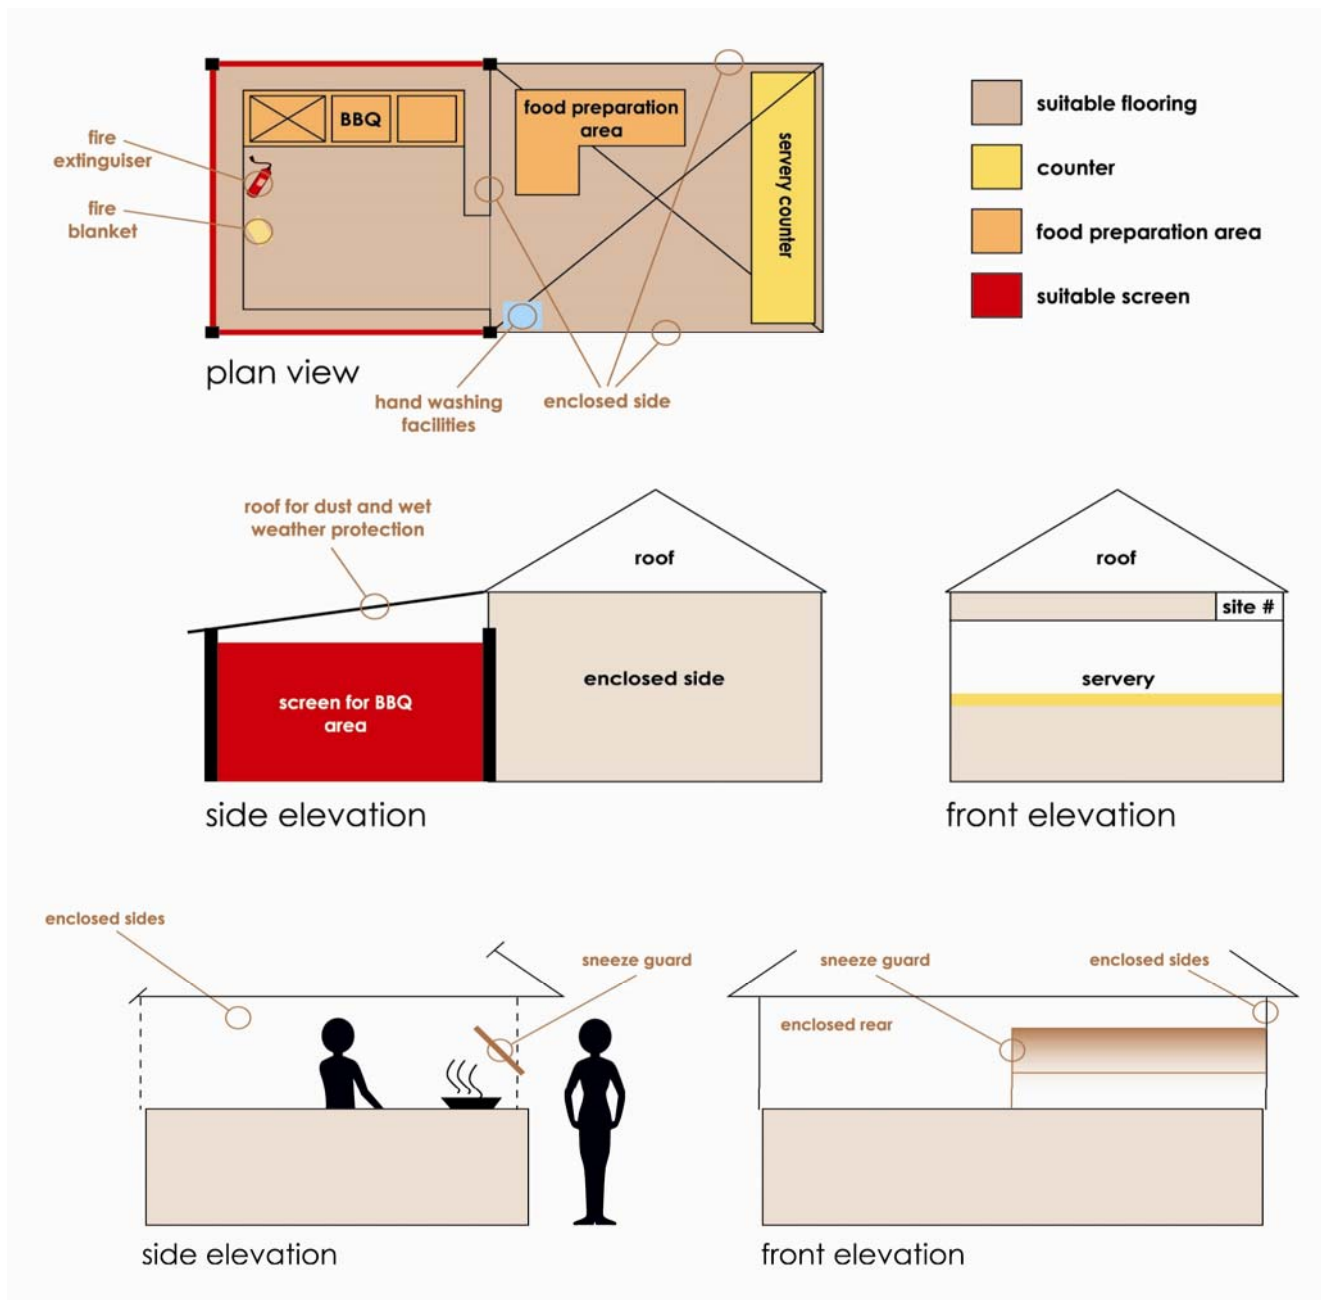 fire
extinguiser
fire
blanket
BBQ
food preparation
area
servery counter
suitable flooring
counter
food preparation area
suitable screen
plan view
hand washing
facilities
enclosed side
roof for dust and wet
weather protection
roof
enclosed side
screen for BBQ
area
side elevation
roof
site #
servery
front elevation
enclosed sides
sneeze guard
side elevation
sneeze guard
enclosed sides
enclosed rear
front elevation